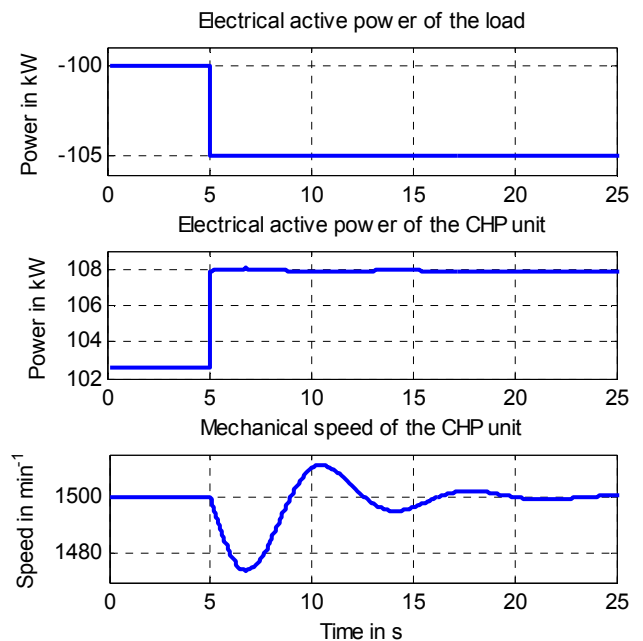 Electrical active power of the load
Power in kW
-100
-105
0 5 10 15 20 25
Electrical active power of the CHP unit
Power in kW
108
106
104
102
0 5 10 15 20 25
Mechanical speed of the CHP unit
Speed in min-1
1500
1480
0 5 10 15 20 25
Time in s